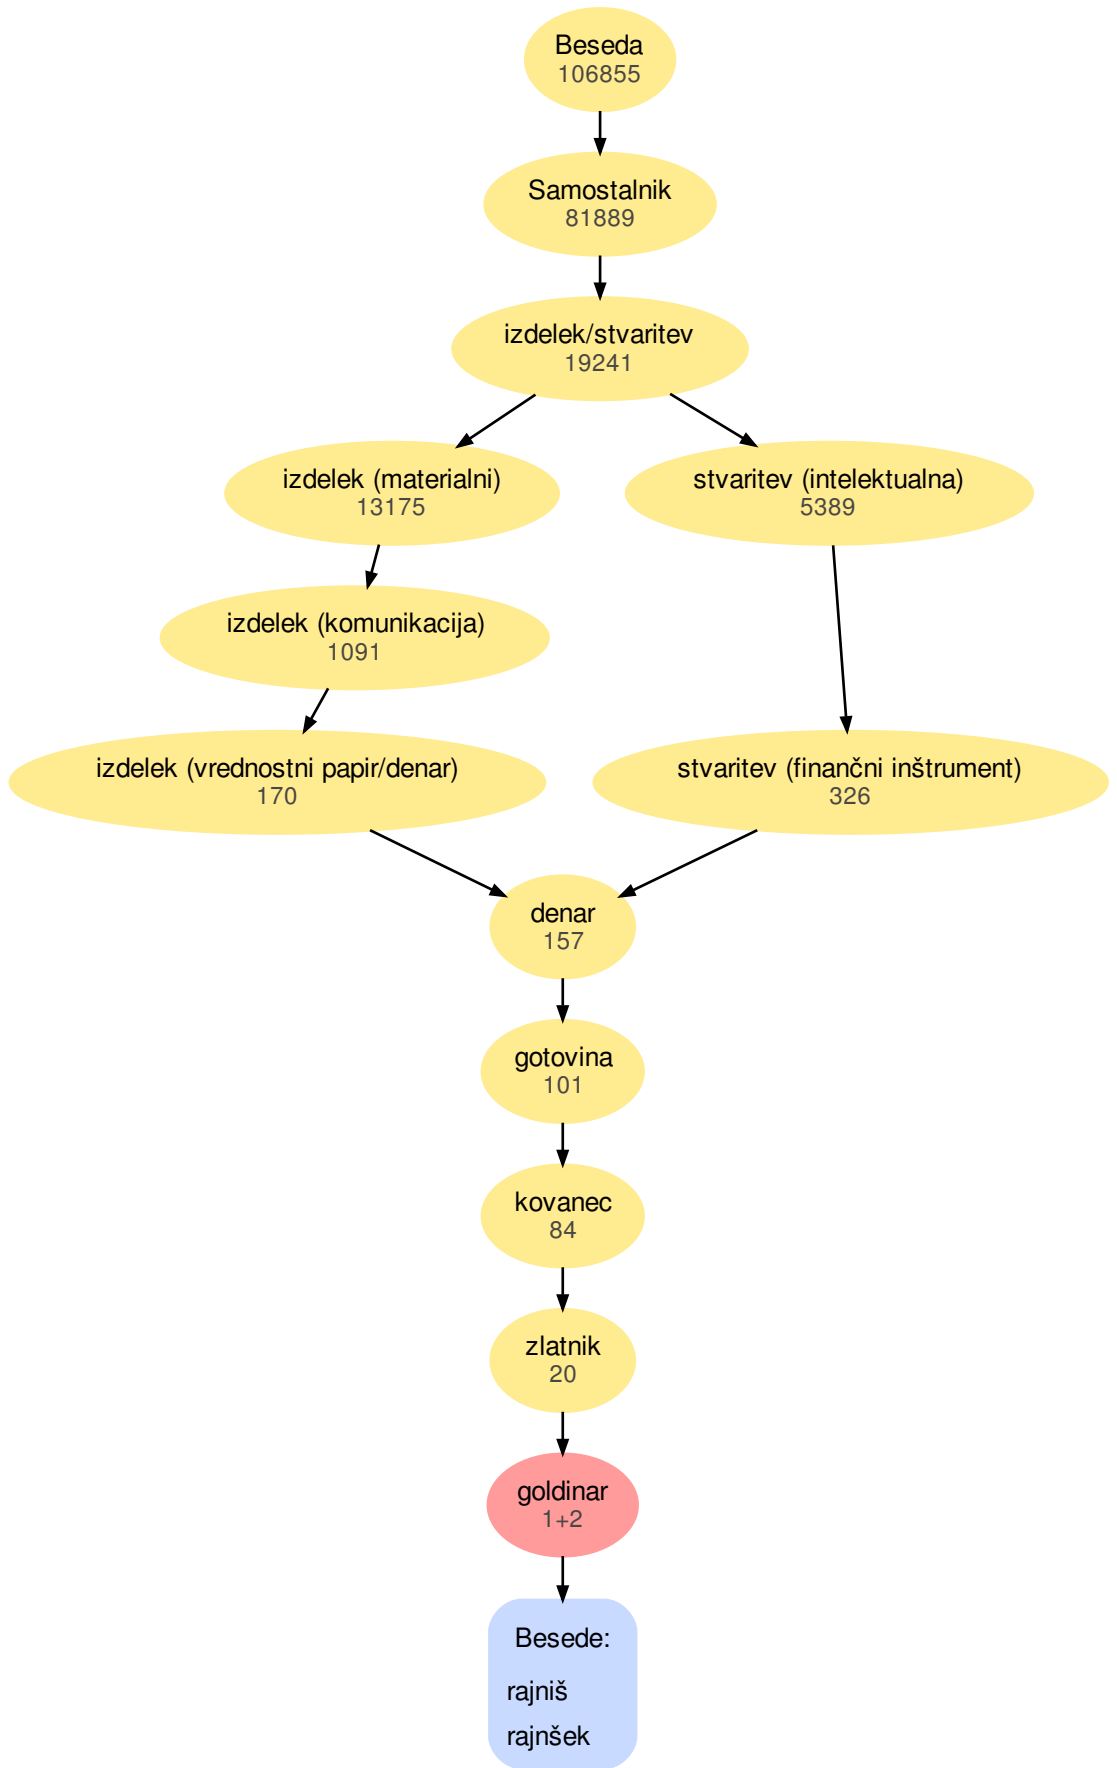 Beseda
106855
Samostalnik
81889
izdelek/stvaritev
19241
izdelek (materialni)
13175
stvaritev (intelektualna)
5389
izdelek (komunikacija)
1091
izdelek (vrednostni papir/denar)
170
stvaritev (finančni inštrument)
326
denar
157
gotovina
101
kovanec
84
zlatnik
20
goldinar
1+2
Besede:
rajniš
rajnšek